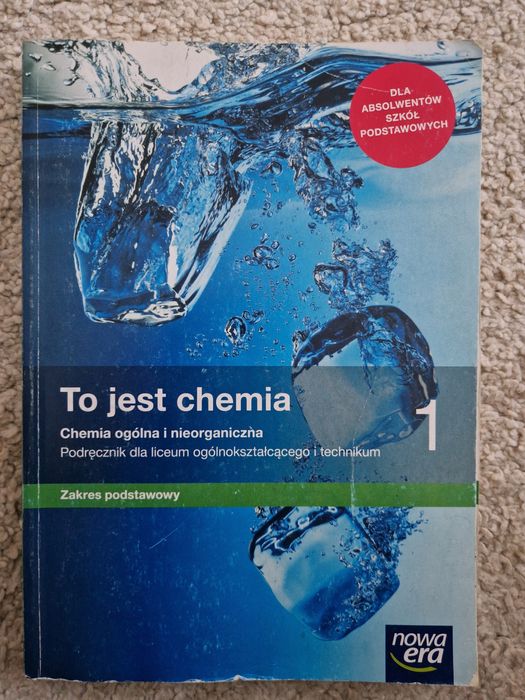 DLA
ABSOLWENTÓW
SZKÓŁ
PODSTAWOWYCH
To jest chemia
1
Chemia ogólna i nieorganiczna
Podręcznik dla liceum ogólnokształcącego i technikum
Zakres podstawowy
nowa
era